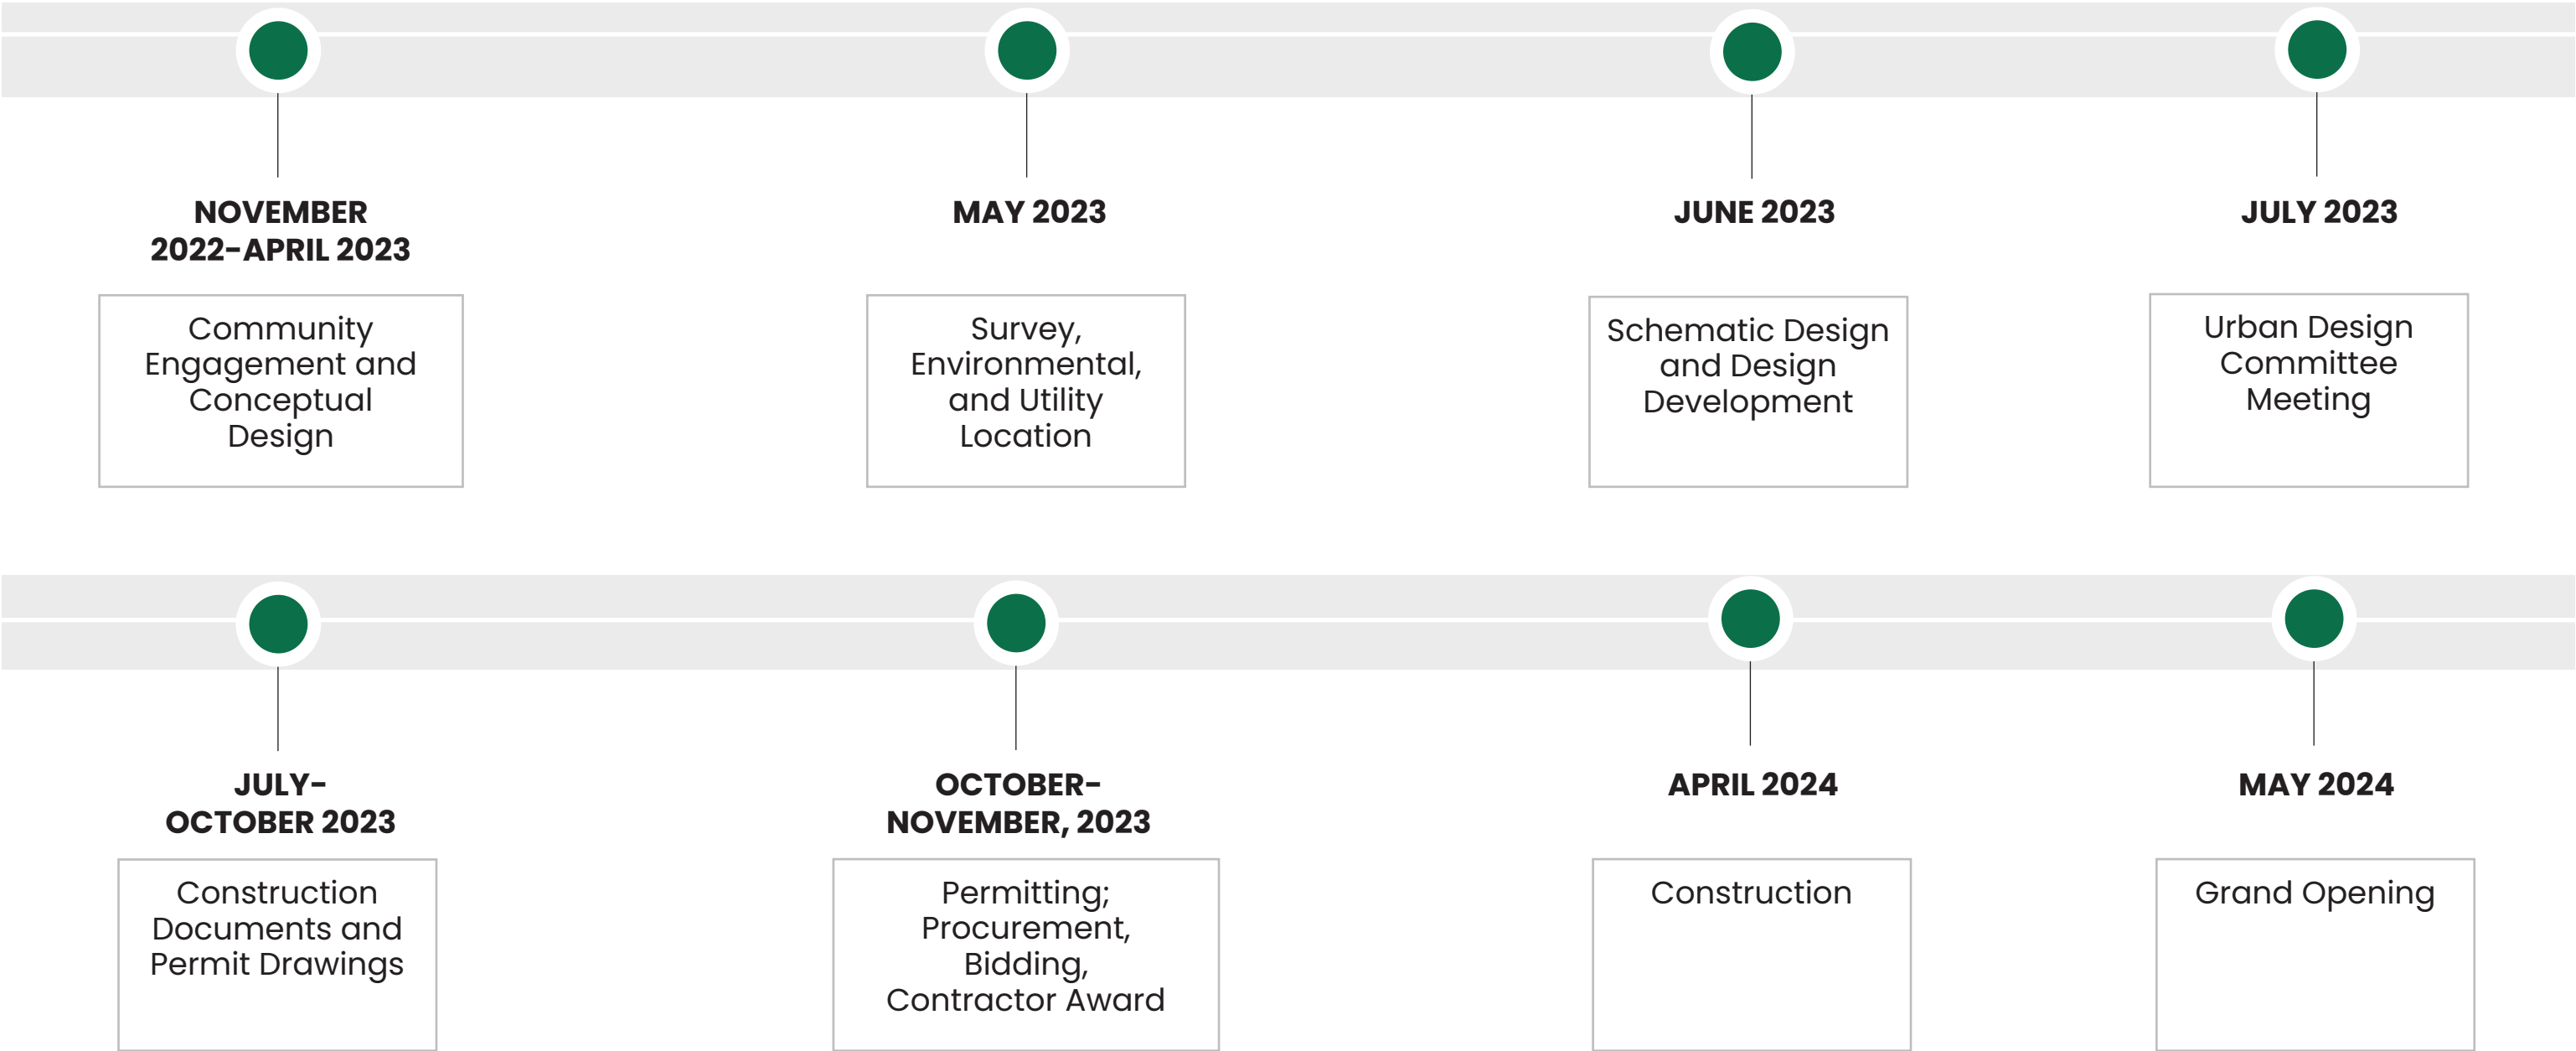 NOVEMBER
2022-APRIL 2023
Community
Engagement and
Conceptual
Design
MAY 2023
Survey,
Environmental,
and Utility
Location
JUNE 2023
Schematic Design
and Design
Development
JULY 2023
Urban Design
Committee
Meeting
JULY-
OCTOBER 2023
Construction
Documents and
Permit Drawings
OCTOBER-
NOVEMBER, 2023
Permitting;
Procurement,
Bidding,
Contractor Award
APRIL 2024
Construction
MAY 2024
Grand Opening